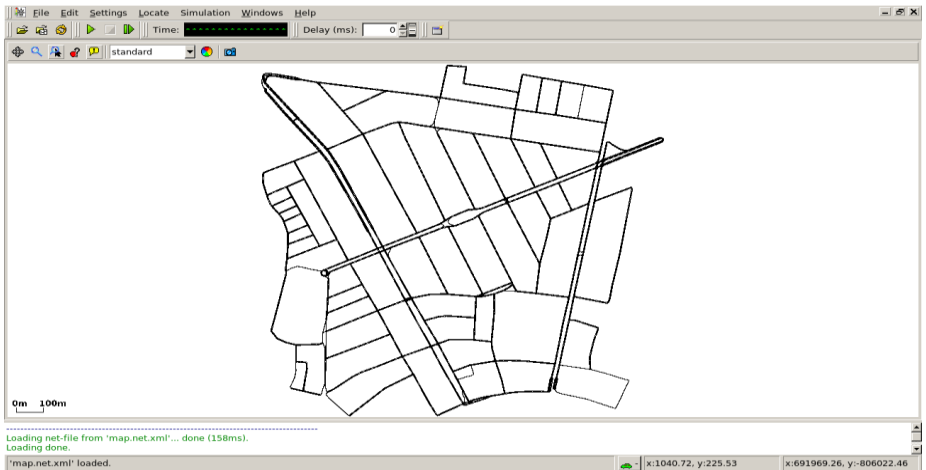 File Edit Settings Locate Simulation Windows Help
Time: Delay (ms): 0
standard
0m 100m
Loading net-file from 'map.net.xml'... done (158ms).
Loading done.
'map.net.xml' loaded. x:1040.72, y:225.53 x:691969.26, y:-806022.46